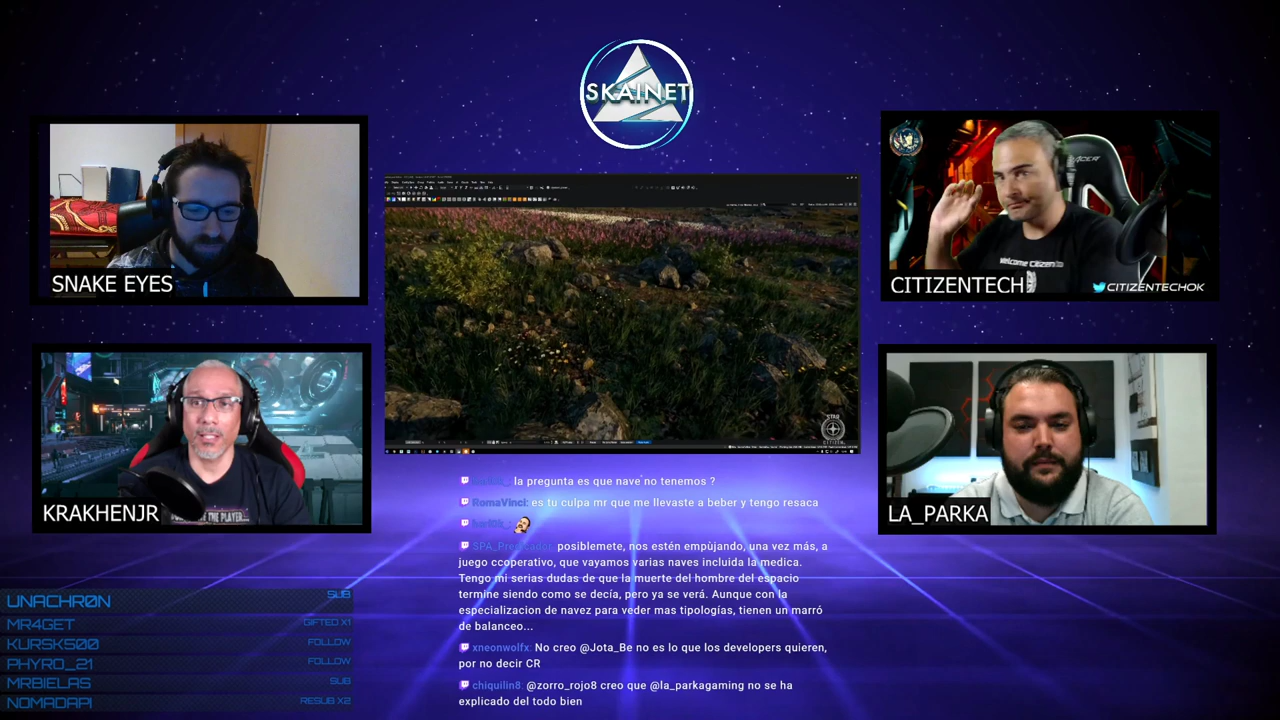 SKAINET
SNAKE EYES
CITIZENTECH
CITIZENTECHOK
Welcome Citizen
KRAKHENJR
LA_PARKA
STAR
CITIZEN
la pregunta es que nave no tenemos ?
RomaVinci: es tu culpa mr que me llevaste a beber y tengo resaca
posiblemete, nos estén empùjando, una vez más, a
juego ccoperativo, que vayamos varias naves incluida la medica.
Tengo mi serias dudas de que la muerte del hombre del espacio
termine siendo como se decía, pero ya se verá. Aunque con la
especializacion de navez para veder mas tipologías, tienen un marró
de balanceo...
xneonwolfx: No creo @Jota_Be no es lo que los developers quieren,
por no decir CR
chiquilin8: @zorro_rojo8 creo que @la_parkagaming no se ha
explicado del todo bien
UNACHRØN SUB
MR4GET GIFTED X1
KURSK500 FOLLOW
PHYRO_21 FOLLOW
MRBIELAS SUB
NOMADAPI RESUB X2